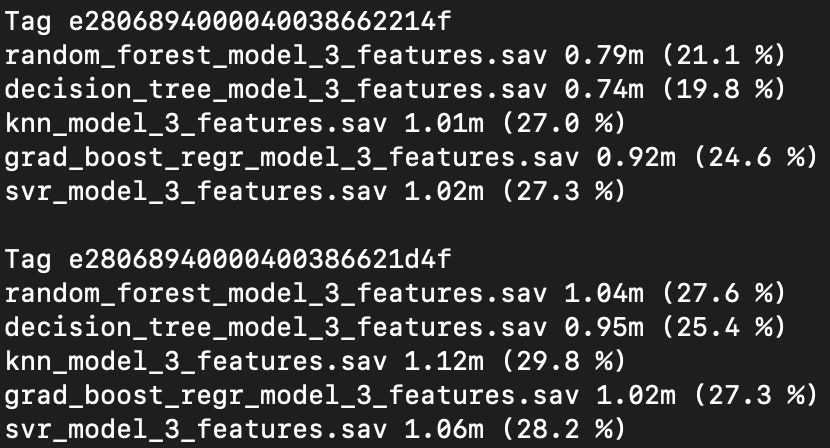 Tag e2806894000040038662214f
random_forest_model_3_features.sav 0.79m (21.1 %)
decision_tree_model_3_features.sav 0.74m (19.8 %)
knn_model_3_features.sav 1.01m (27.0 %)
grad_boost_regr_model_3_features.sav 0.92m (24.6 %)
svr_model_3_features.sav 1.02m (27.3 %)

Tag e28068940000400386621d4f
random_forest_model_3_features.sav 1.04m (27.6 %)
decision_tree_model_3_features.sav 0.95m (25.4 %)
knn_model_3_features.sav 1.12m (29.8 %)
grad_boost_regr_model_3_features.sav 1.02m (27.3 %)
svr_model_3_features.sav 1.06m (28.2 %)